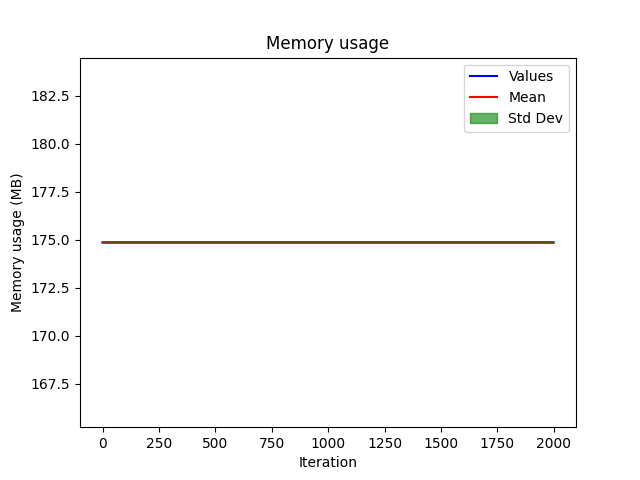 Memory usage
Values
Mean
Std Dev
Memory usage (MB)
182.5
180.0
177.5
175.0
172.5
170.0
167.5
0 250 500 750 1000 1250 1500 1750 2000
Iteration